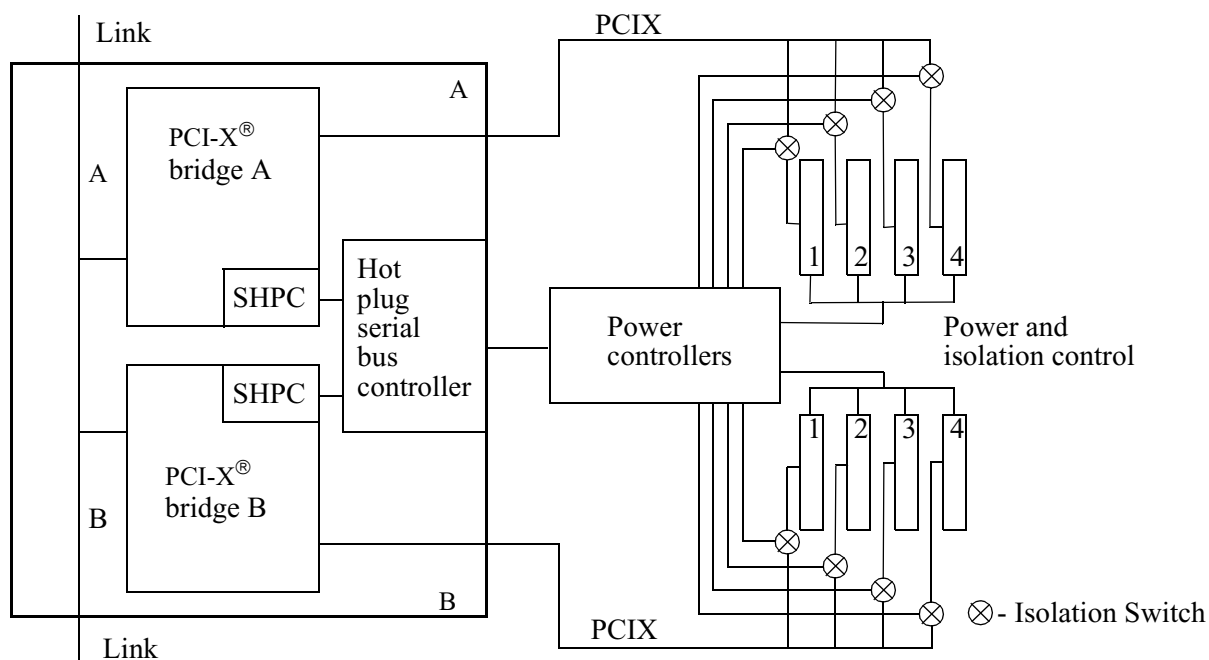 Link
PCIX
A
A
PCI-X®
bridge A
1 2 3 4
SHPC
Hot
plug
serial
bus
controller
Power
controllers
Power and
isolation control
SHPC
1 2 3 4
PCI-X®
bridge B
B
B
- Isolation Switch
PCIX
Link